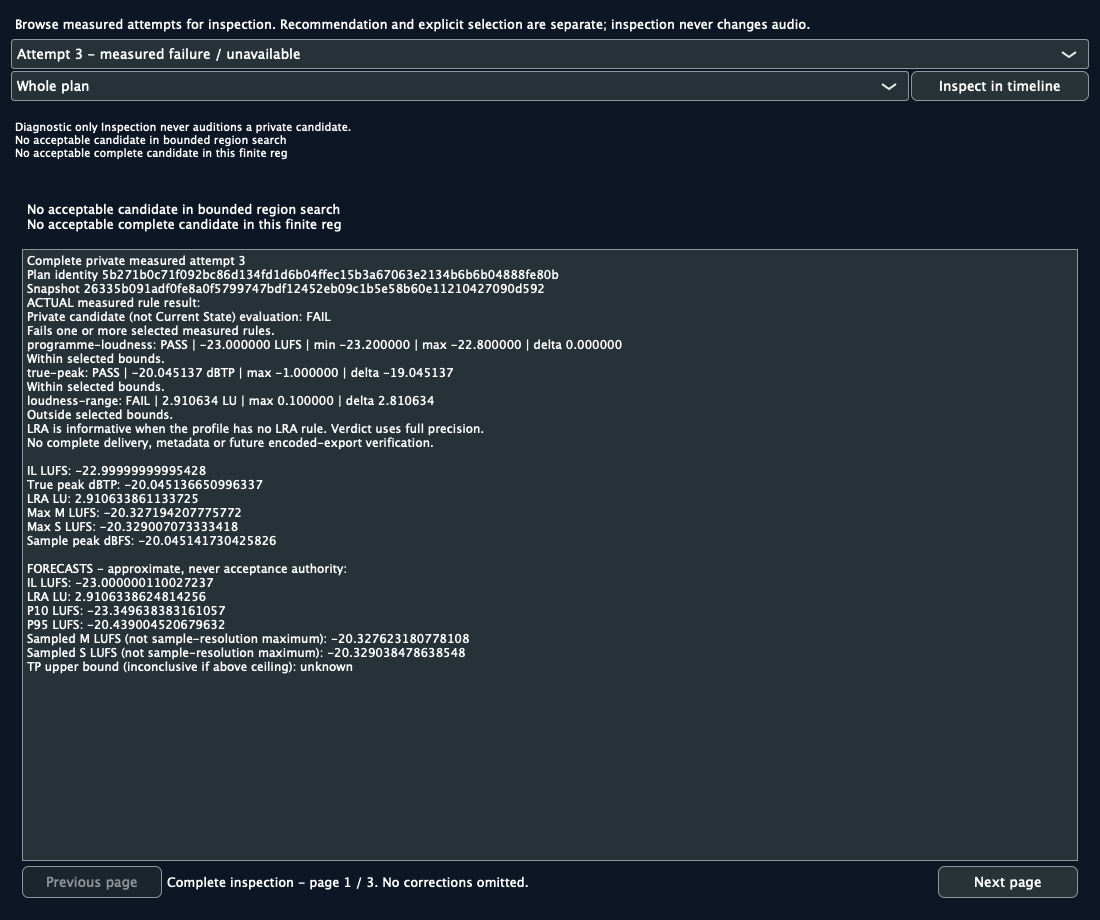 Browse measured attempts for inspection. Recommendation and explicit selection are separate; inspection never changes audio.
Attempt 3 – measured failure / unavailable
Whole plan
Inspect in timeline
Diagnostic only Inspection never auditions a private candidate.
No acceptable candidate in bounded region search
No acceptable complete candidate in this finite reg
No acceptable candidate in bounded region search
No acceptable complete candidate in this finite reg
Complete private measured attempt 3
Plan identity 5b271b0c71f092bc86d134fd1d6b04ffec15b3a67063e2134b6b6b04888fe80b
Snapshot 26335b091adf0fe8a0f5799747bdf12452eb09c1b5e58b60e11210427090d592
ACTUAL measured rule result:
Private candidate (not Current State) evaluation: FAIL
Fails one or more selected measured rules.
programme-loudness: PASS | -23.000000 LUFS | min -23.200000 | max -22.800000 | delta 0.000000
Within selected bounds.
true-peak: PASS | -20.045137 dBTP | max -1.000000 | delta -19.045137
Within selected bounds.
loudness-range: FAIL | 2.910634 LU | max 0.100000 | delta 2.810634
Outside selected bounds.
LRA is informative when the profile has no LRA rule. Verdict uses full precision.
No complete delivery, metadata or future encoded-export verification.
IL LUFS: -22.99999999995428
True peak dBTP: -20.045136650996337
LRA LU: 2.910633861133725
Max M LUFS: -20.327194207775772
Max S LUFS: -20.329007073333418
Sample peak dBFS: -20.045141730425826
FORECASTS – approximate, never acceptance authority:
IL LUFS: -23.000000110027237
LRA LU: 2.9106338624814256
P10 LUFS: -23.349638383161057
P95 LUFS: -20.439004520679632
Sampled M LUFS (not sample-resolution maximum): -20.327623180778108
Sampled S LUFS (not sample-resolution maximum): -20.329038478638548
TP upper bound (inconclusive if above ceiling): unknown
Previous page
Complete inspection – page 1 / 3. No corrections omitted.
Next page